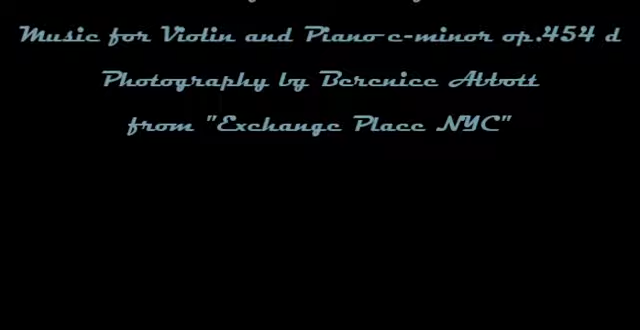 Music for Violin and Piano c-minor op.454 d
Photography by Berenice Abbott
from "Exchange Place NYC"